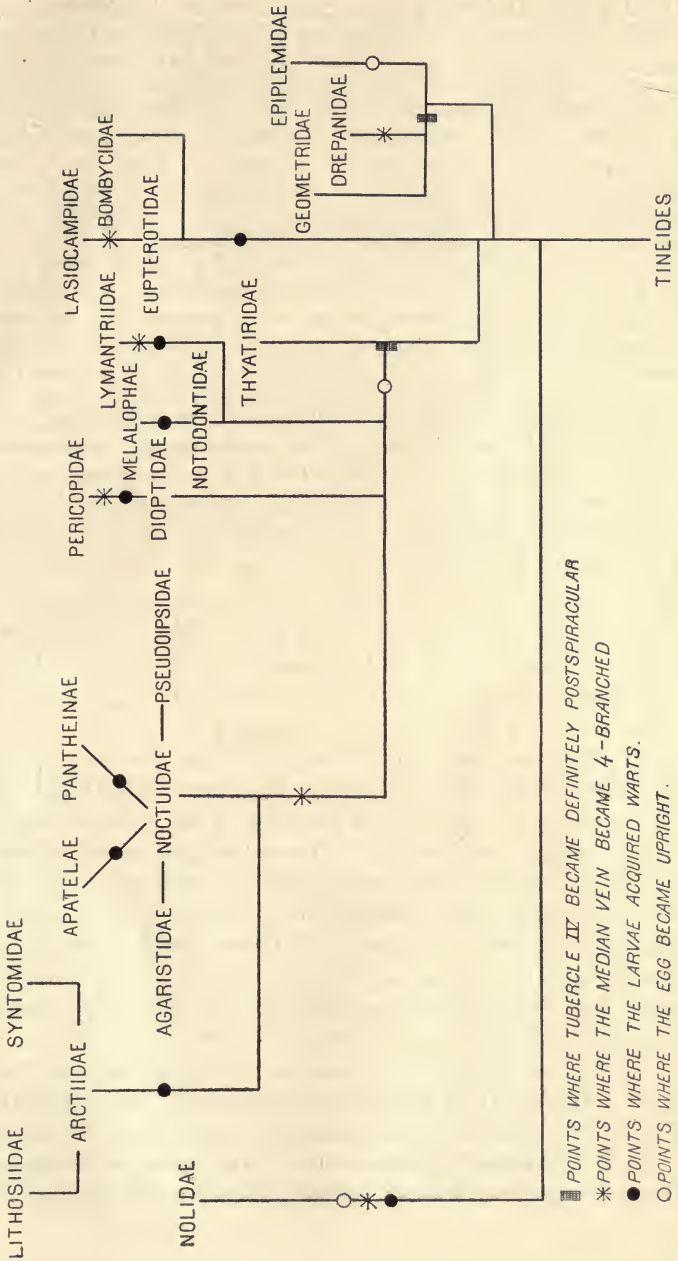 LITHOSIIDAE SYNTOMIDAE
ARCTIIDAE
APATELAE PANTHEINAE
AGARISTIDAE NOCTUIDAE PSEUDOIPSIDAE
NOLIDAE
PERICOPIDAE
MELALOPHAE
LYMANTRIIDAE
DIOPTIDAE
NOTODONTIDAE
LASIOCAMPIDAE
BOMBYCIDAE
EUPTEROTIDAE
THYATIRIDAE
GEOMETRIDAE
DREPANIDAE
EPIPLEMIDAE
TINEIDES
POINTS WHERE TUBERCLE IV BECAME DEFINITELY POSTSPIRACULAR
POINTS WHERE THE MEDIAN VEIN BECAME 4-BRANCHED
POINTS WHERE THE LARVAE ACQUIRED WARTS.
POINTS WHERE THE EGG BECAME UPRIGHT.